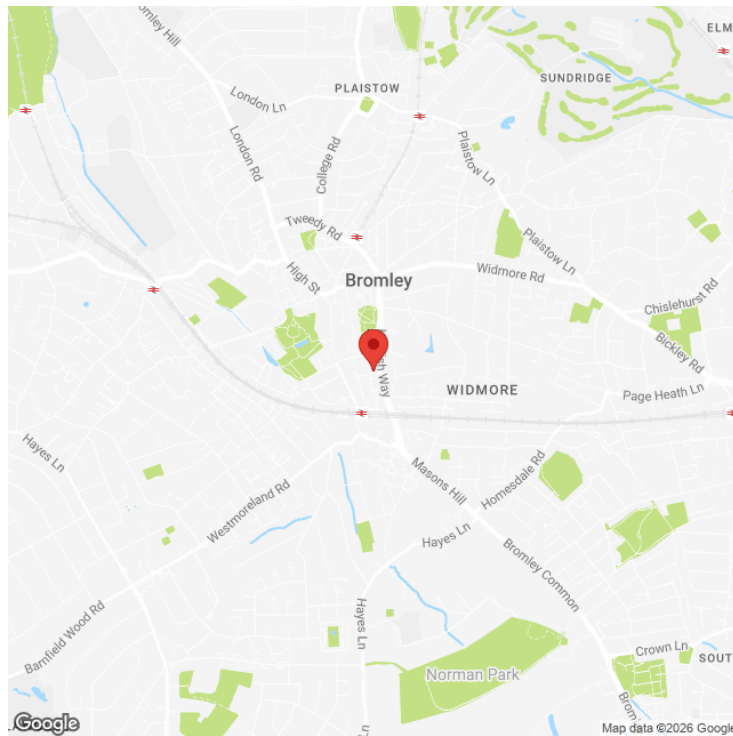 Bromley Hill
ELM
PLAISTOW
SUNDRIDGE
London Ln
London Rd
College Rd
Plaistow Ln
Tweedy Rd
Plaistow Ln
High St
Bromley
Widmore Rd
Chislehurst Rd
Bickley Rd
WIDMORE
Page Heath Ln
Hayes Ln
Masons Hill
Homesdale Rd
Westmoreland Rd
Hayes Ln
Bromley Common
Barnfield Wood Rd
Hayes Ln
Crown Ln
SOUT
Norman Park
Google
Map data ©2026 Google